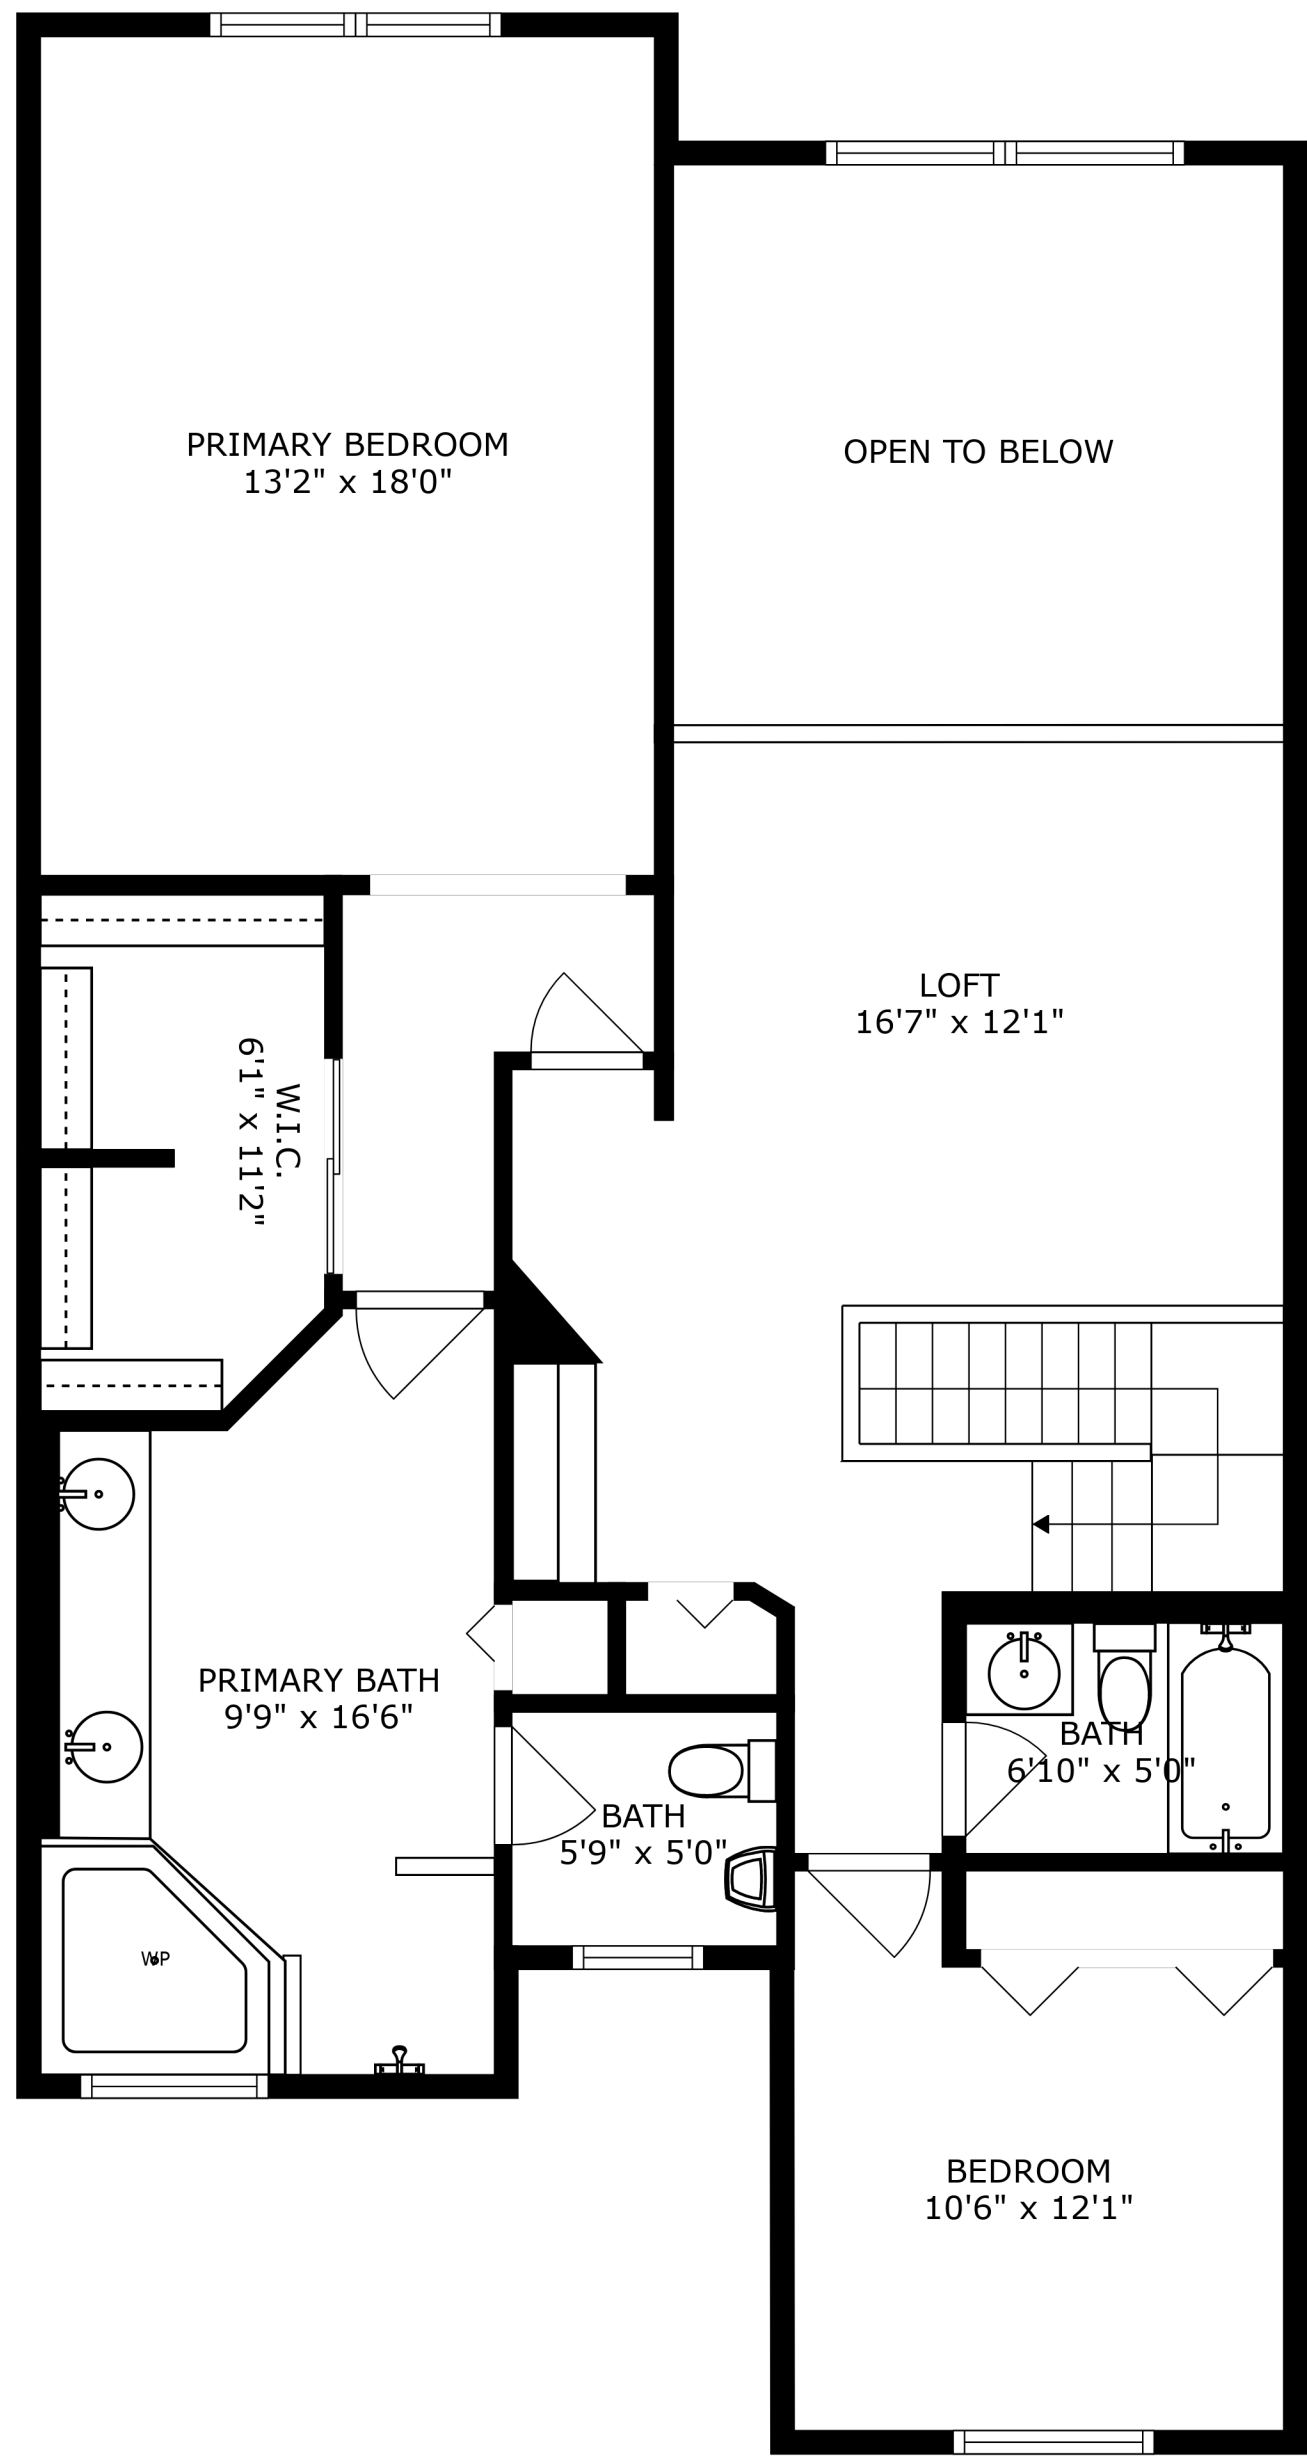 PRIMARY BEDROOM
13'2" x 18'0"
OPEN TO BELOW
LOFT
16'7" x 12'1"
W.I.C.
6'1" x 11'2"
PRIMARY BATH
9'9" x 16'6"
BATH
6'10" x 5'0"
BATH
5'9" x 5'0"
WP
BEDROOM
10'6" x 12'1"